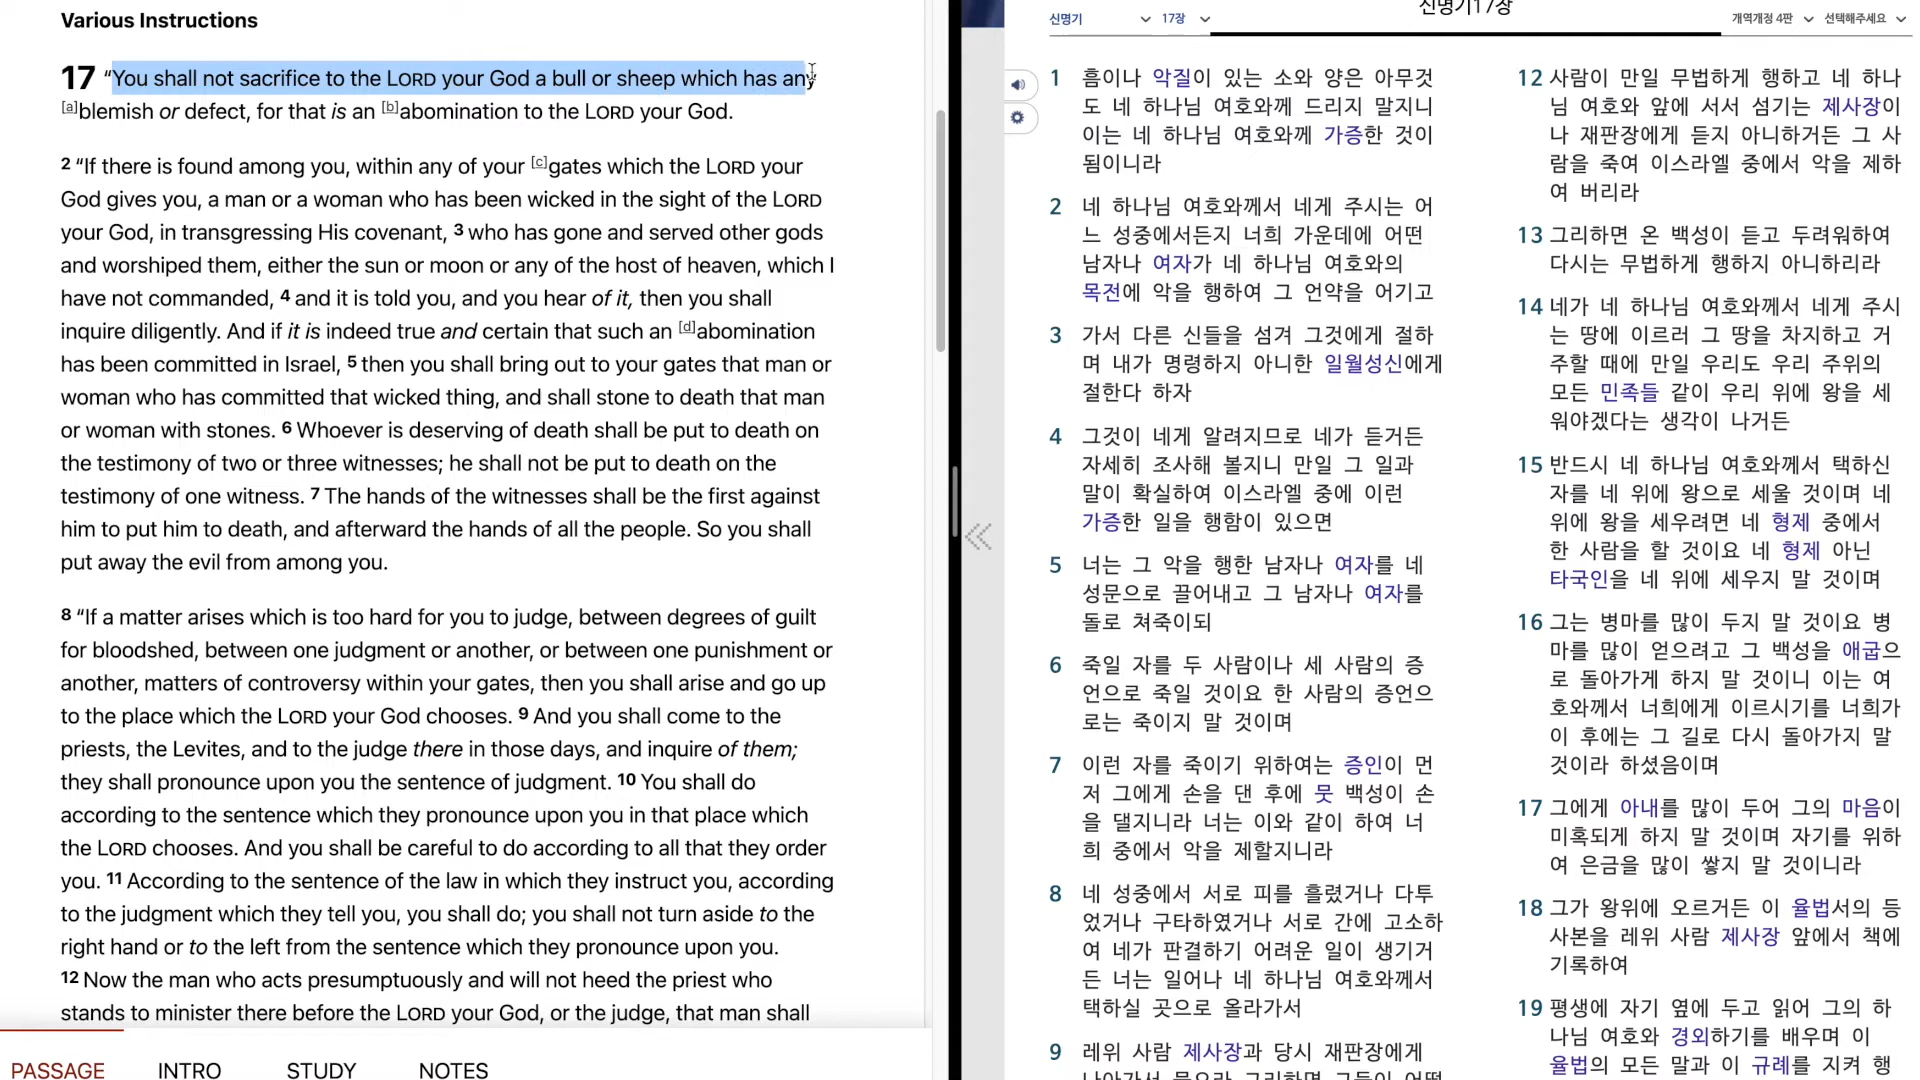 Various Instructions
17 “You shall not sacrifice to the LORD your God a bull or sheep which has any
[a]blemish or defect, for that is an [b]abomination to the LORD your God.
2 “If there is found among you, within any of your [c]gates which the LORD your
God gives you, a man or a woman who has been wicked in the sight of the LORD
your God, in transgressing His covenant, 3 who has gone and served other gods
and worshiped them, either the sun or moon or any of the host of heaven, which I
have not commanded, 4 and it is told you, and you hear of it, then you shall
inquire diligently. And if it is indeed true and certain that such an [d]abomination
has been committed in Israel, 5 then you shall bring out to your gates that man or
woman who has committed that wicked thing, and shall stone to death that man
or woman with stones. 6 Whoever is deserving of death shall be put to death on
the testimony of two or three witnesses; he shall not be put to death on the
testimony of one witness. 7 The hands of the witnesses shall be the first against
him to put him to death, and afterward the hands of all the people. So you shall
put away the evil from among you.
8 “If a matter arises which is too hard for you to judge, between degrees of guilt
for bloodshed, between one judgment or another, or between one punishment or
another, matters of controversy within your gates, then you shall arise and go up
to the place which the LORD your God chooses. 9 And you shall come to the
priests, the Levites, and to the judge there in those days, and inquire of them;
they shall pronounce upon you the sentence of judgment. 10 You shall do
according to the sentence which they pronounce upon you in that place which
the LORD chooses. And you shall be careful to do according to all that they order
you. 11 According to the sentence of the law in which they instruct you, according
to the judgment which they tell you, you shall do; you shall not turn aside to the
right hand or to the left from the sentence which they pronounce upon you.
12 Now the man who acts presumptuously and will not heed the priest who
stands to minister there before the LORD your God, or the judge, that man shall
PASSAGE INTRO STUDY NOTES
신명기 17장 신명기17장 개역개정 4판 선택해주세요
1 흠이나 악질이 있는 소와 양은 아무것
도 네 하나님 여호와께 드리지 말지니
이는 네 하나님 여호와께 가증한 것이
됨이니라
2 네 하나님 여호와께서 네게 주시는 어
느 성중에서든지 너희 가운데에 어떤
남자나 여자가 네 하나님 여호와의
목전에 악을 행하여 그 언약을 어기고
3 가서 다른 신들을 섬겨 그것에게 절하
며 내가 명령하지 아니한 일월성신에게
절한다 하자
4 그것이 네게 알려지므로 네가 듣거든
자세히 조사해 볼지니 만일 그 일과
말이 확실하여 이스라엘 중에 이런
가증한 일을 행함이 있으면
5 너는 그 악을 행한 남자나 여자를 네
성문으로 끌어내고 그 남자나 여자를
돌로 쳐죽이되
6 죽일 자를 두 사람이나 세 사람의 증
언으로 죽일 것이요 한 사람의 증언으
로는 죽이지 말 것이며
7 이런 자를 죽이기 위하여는 증인이 먼
저 그에게 손을 댄 후에 뭇 백성이 손
을 댈지니라 너는 이와 같이 하여 너
희 중에서 악을 제할지니라
8 네 성중에서 서로 피를 흘렸거나 다투
었거나 구타하였거나 서로 간에 고소하
여 네가 판결하기 어려운 일이 생기거
든 너는 일어나 네 하나님 여호와께서
택하실 곳으로 올라가서
9 레위 사람 제사장과 당시 재판장에게
나아가서 물으라 그리하면 그들이 어떻
12 사람이 만일 무법하게 행하고 네 하나
님 여호와 앞에 서서 섬기는 제사장이
나 재판장에게 듣지 아니하거든 그 사
람을 죽여 이스라엘 중에서 악을 제하
여 버리라
13 그리하면 온 백성이 듣고 두려워하여
다시는 무법하게 행하지 아니하리라
14 네가 네 하나님 여호와께서 네게 주시
는 땅에 이르러 그 땅을 차지하고 거
주할 때에 만일 우리도 우리 주위의
모든 민족들 같이 우리 위에 왕을 세
워야겠다는 생각이 나거든
15 반드시 네 하나님 여호와께서 택하신
자를 네 위에 왕으로 세울 것이며 네
위에 왕을 세우려면 네 형제 중에서
한 사람을 할 것이요 네 형제 아닌
타국인을 네 위에 세우지 말 것이며
16 그는 병마를 많이 두지 말 것이요 병
마를 많이 얻으려고 그 백성을 애굽으
로 돌아가게 하지 말 것이니 이는 여
호와께서 너희에게 이르시기를 너희가
이 후에는 그 길로 다시 돌아가지 말
것이라 하셨음이며
17 그에게 아내를 많이 두어 그의 마음이
미혹되게 하지 말 것이며 자기를 위하
여 은금을 많이 쌓지 말 것이니라
18 그가 왕위에 오르거든 이 율법서의 등
사본을 레위 사람 제사장 앞에서 책에
기록하여
19 평생에 자기 옆에 두고 읽어 그의 하
나님 여호와 경외하기를 배우며 이
율법의 모든 말과 이 규례를 지켜 행